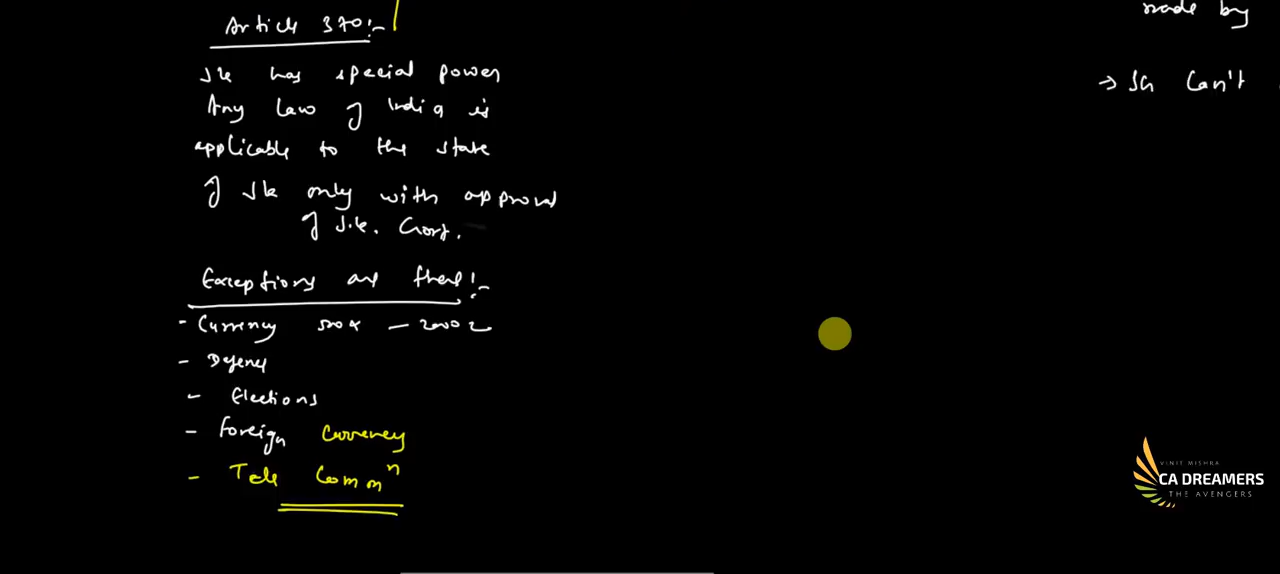 Article 370:-
J&K has special power
Any Law of India is
applicable to the state
of J&K only with approval
of J.K. Govt.
Exceptions are there:-
- Currency 500x - 2000
- Defence
- Elections
- Foreign Currency
- Tele Commn
made by
→ Can't
VINIT MISHRA
CA DREAMERS
THE AVENGERS